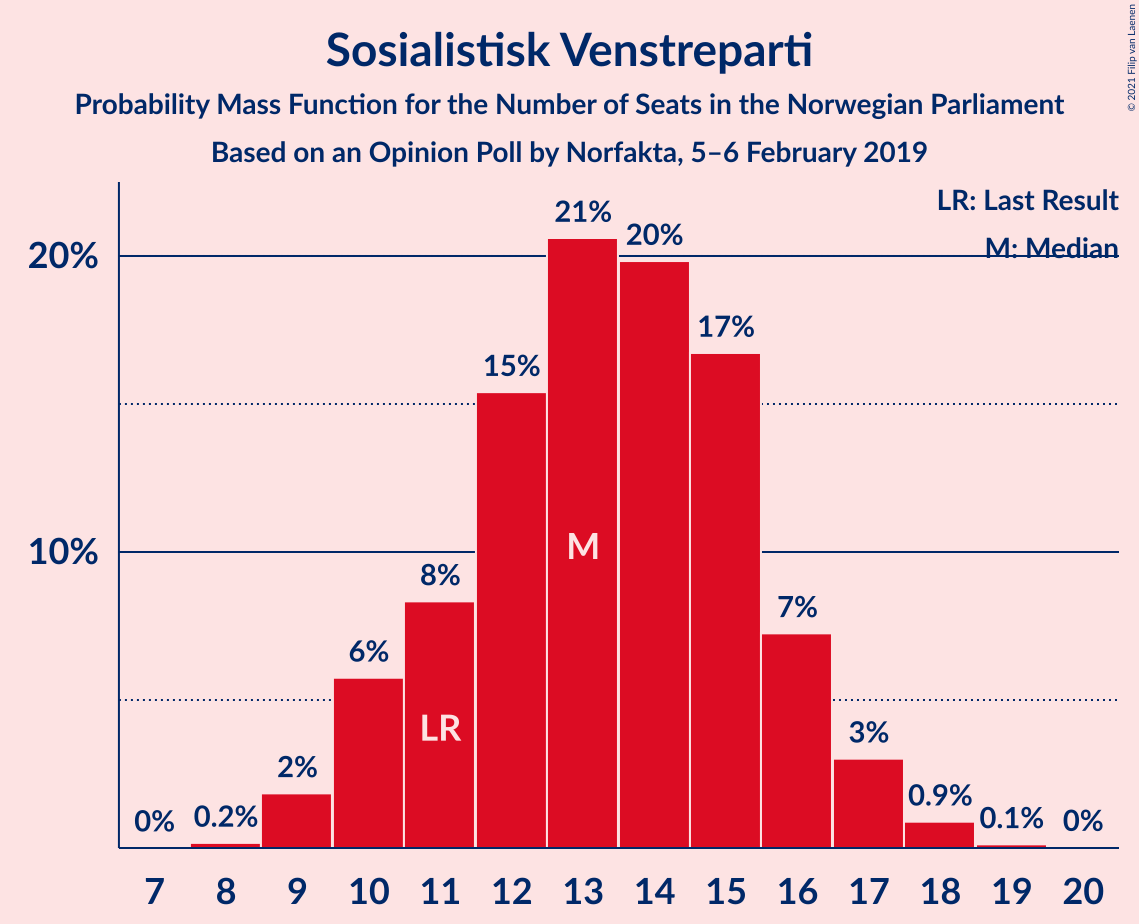 Sosialistisk Venstreparti
Probability Mass Function for the Number of Seats in the Norwegian Parliament
Based on an Opinion Poll by Norfakta, 5–6 February 2019
© 2021 Filip van Laenen
LR: Last Result
M: Median
20%
10%
0%
0.2%
2%
6%
8%
15%
21%
20%
17%
7%
3%
0.9%
0.1%
0%
LR
M
7 8 9 10 11 12 13 14 15 16 17 18 19 20